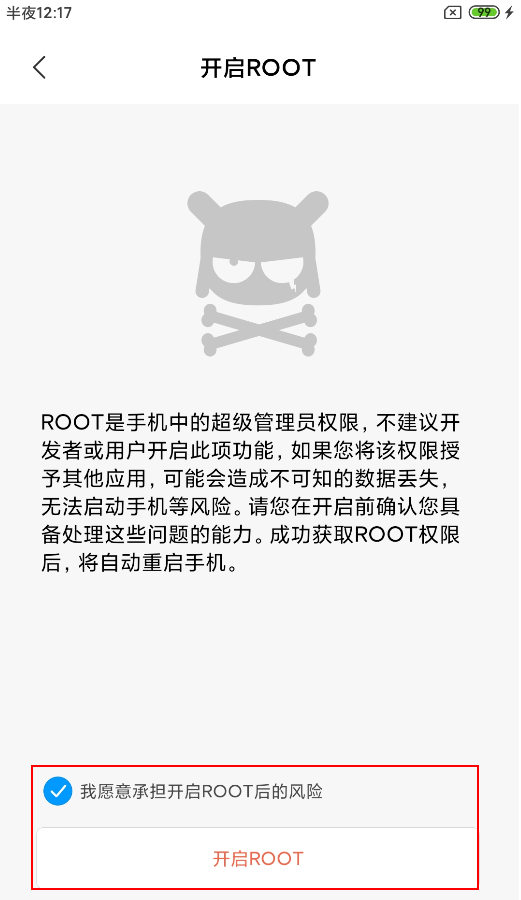 半夜12:17
99
开启ROOT
ROOT是手机中的超级管理员权限，不建议开
发者或用户开启此项功能，如果您将该权限授
予其他应用，可能会造成不可知的数据丢失，
无法启动手机等风险。请您在开启前确认您具
备处理这些问题的能力。成功获取ROOT权限
后，将自动重启手机。
我愿意承担开启ROOT后的风险
开启ROOT